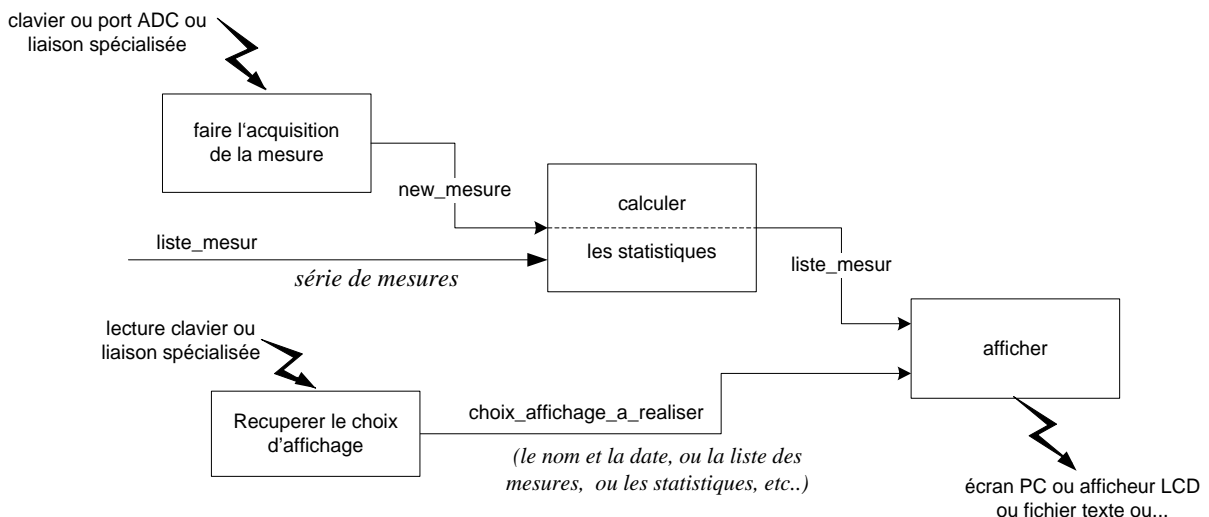 clavier ou port ADC ou
liaison spécialisée
faire l'acquisition
de la mesure
new_mesure
calculer
les statistiques
liste_mesur
série de mesures
liste_mesur
lecture clavier ou
liaison spécialisée
afficher
Recuperer le choix
d'affichage
choix_affichage_a_realiser
(le nom et la date, ou la liste des
mesures, ou les statistiques, etc..)
écran PC ou afficheur LCD
ou fichier texte ou...